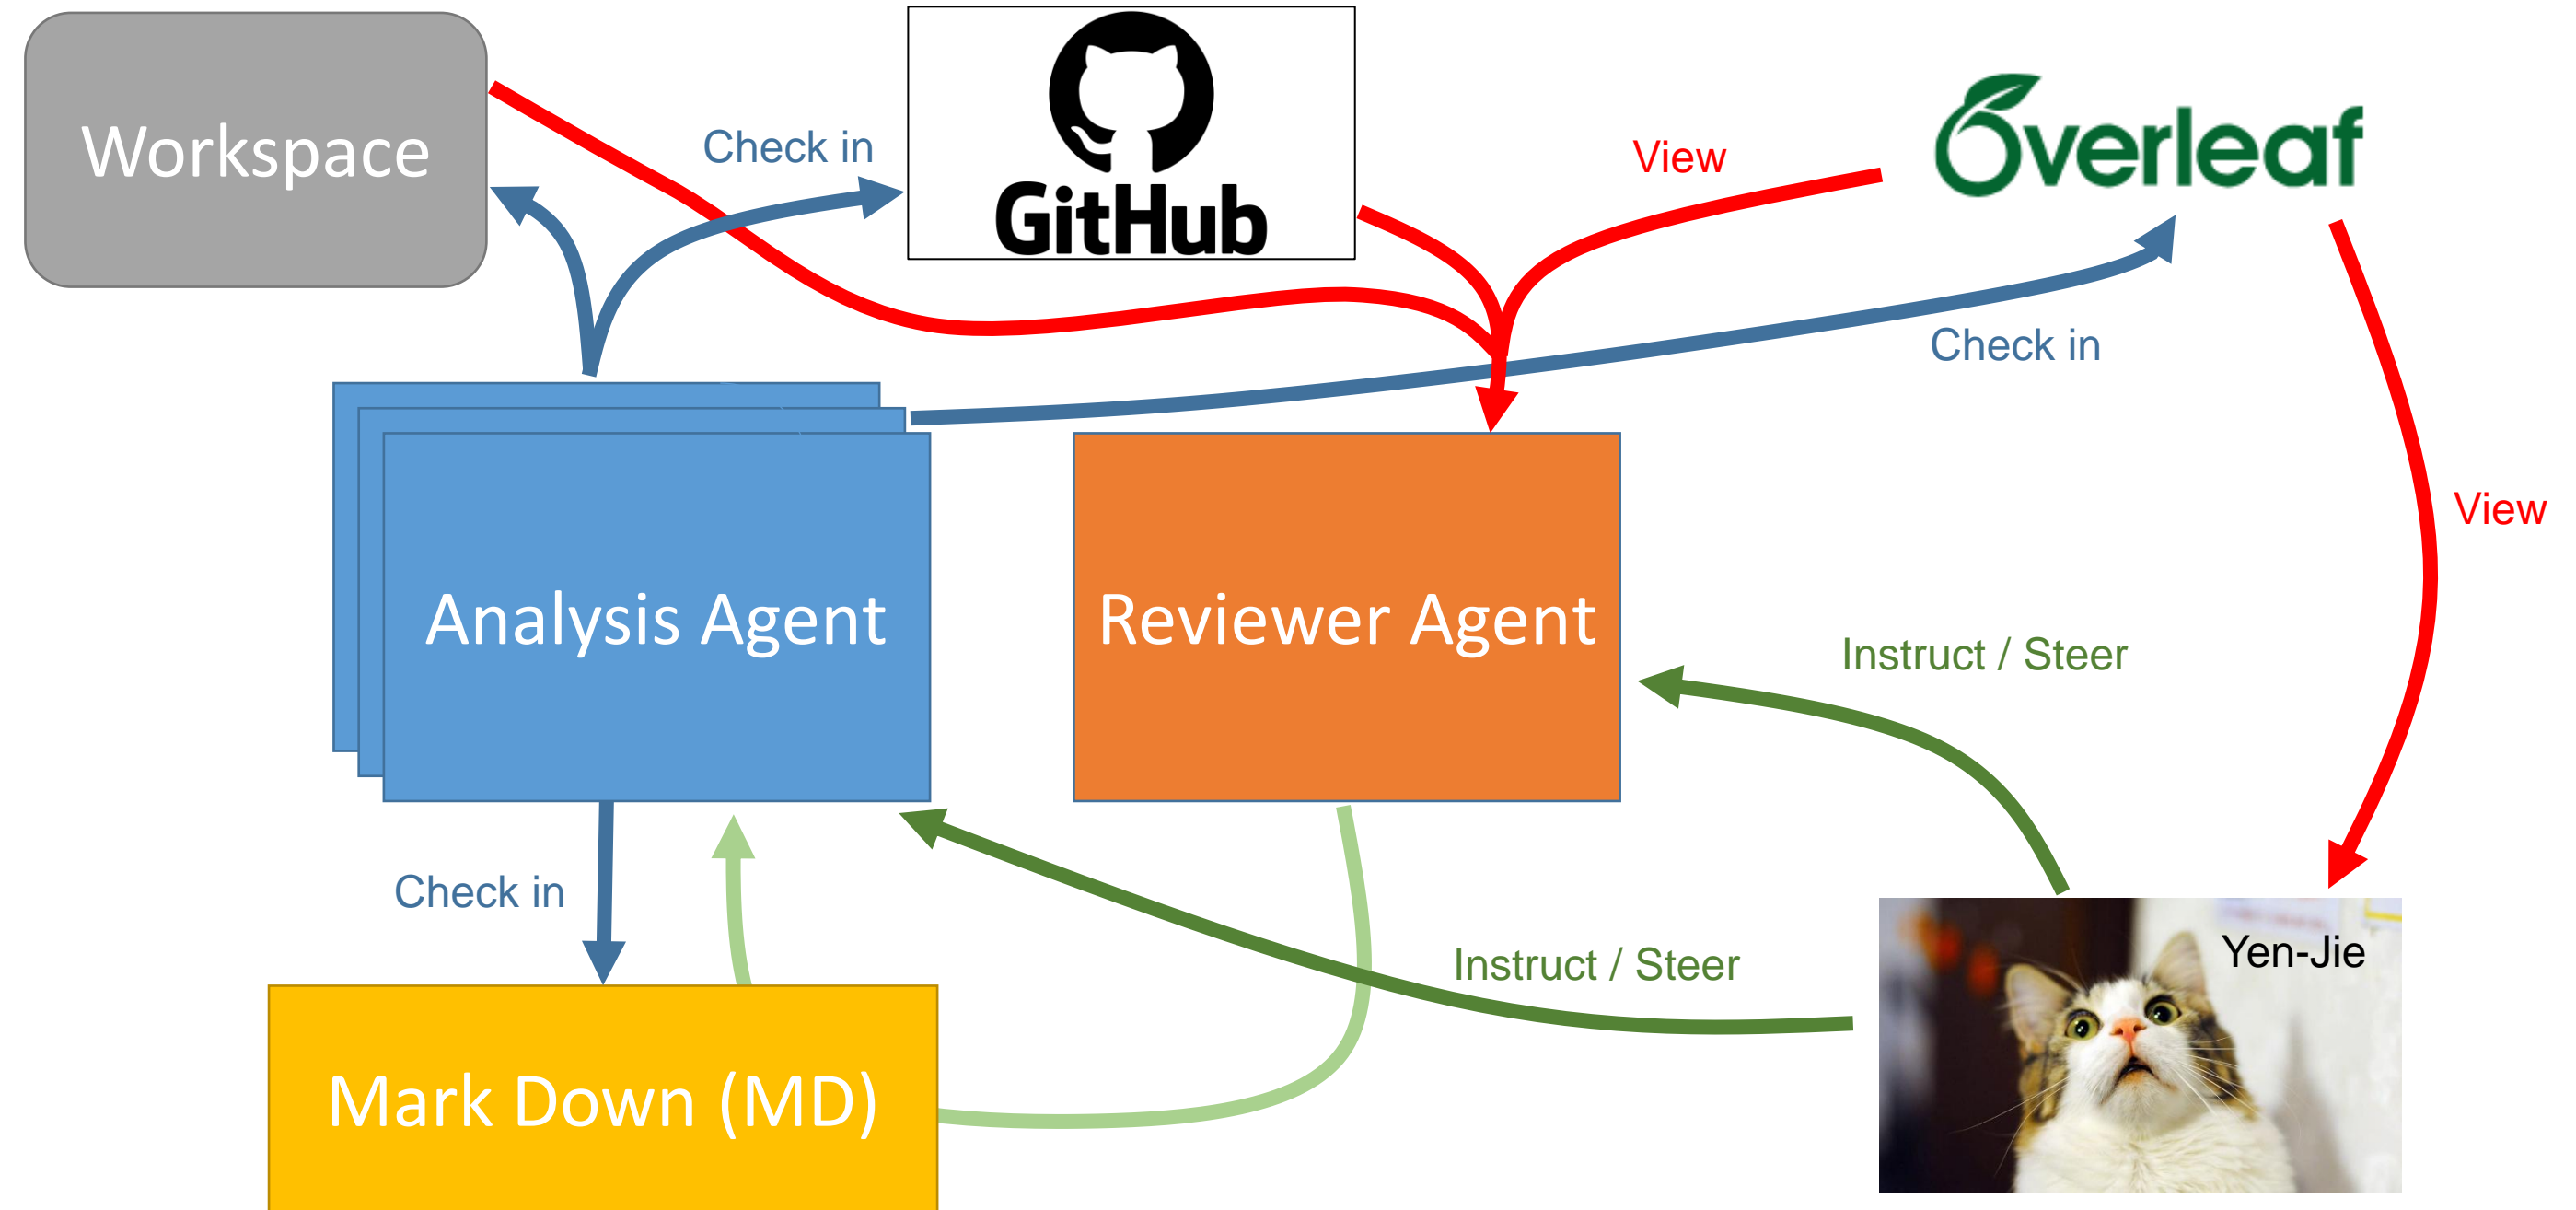 Workspace
Check in
GitHub
View
Overleaf
Check in
View
Analysis Agent
Reviewer Agent
Instruct / Steer
Check in
Instruct / Steer
Yen-Jie
Mark Down (MD)